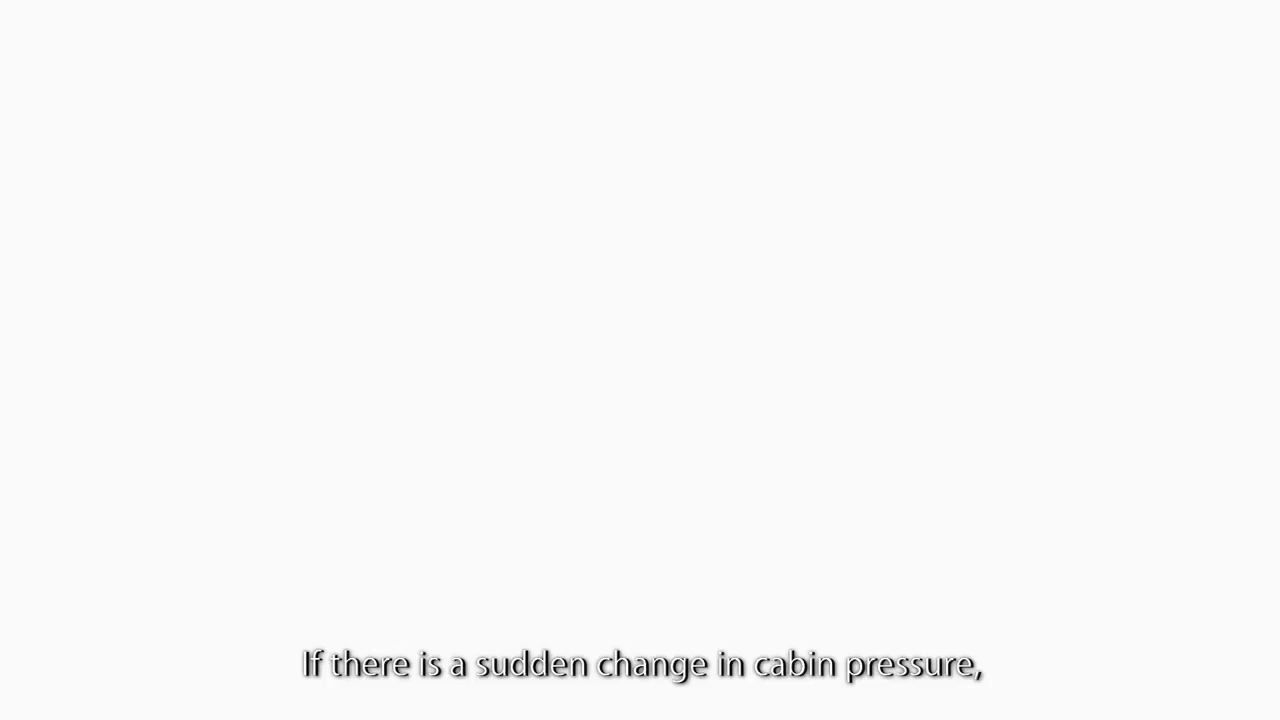 If there is a sudden change in cabin pressure,